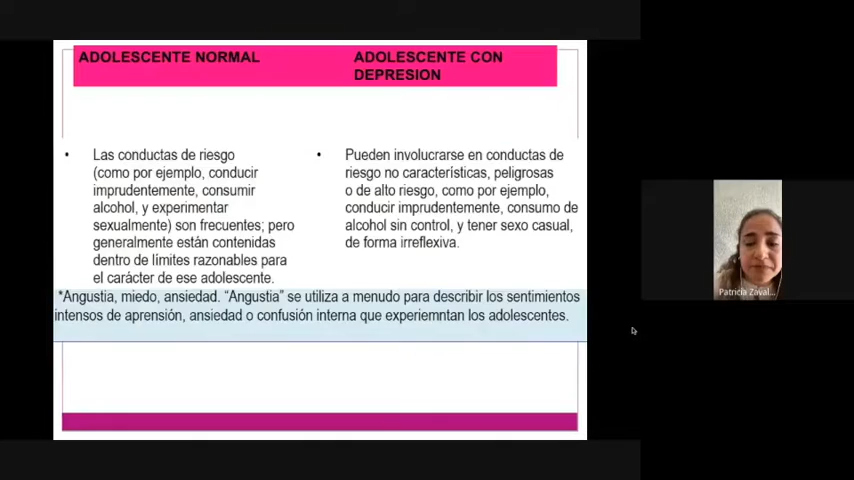 ADOLESCENTE NORMAL
ADOLESCENTE CON
DEPRESION
• Las conductas de riesgo
(como por ejemplo, conducir
imprudentemente, consumir
alcohol, y experimentar
sexualmente) son frecuentes; pero
generalmente están contenidas
dentro de límites razonables para
el carácter de ese adolescente.
• Pueden involucrarse en conductas de
riesgo no características, peligrosas
o de alto riesgo, como por ejemplo,
conducir imprudentemente, consumo de
alcohol sin control, y tener sexo casual,
de forma irreflexiva.
*Angustia, miedo, ansiedad. “Angustia” se utiliza a menudo para describir los sentimientos
intensos de aprensión, ansiedad o confusión interna que experiemntan los adolescentes.
Patricia Zaval...